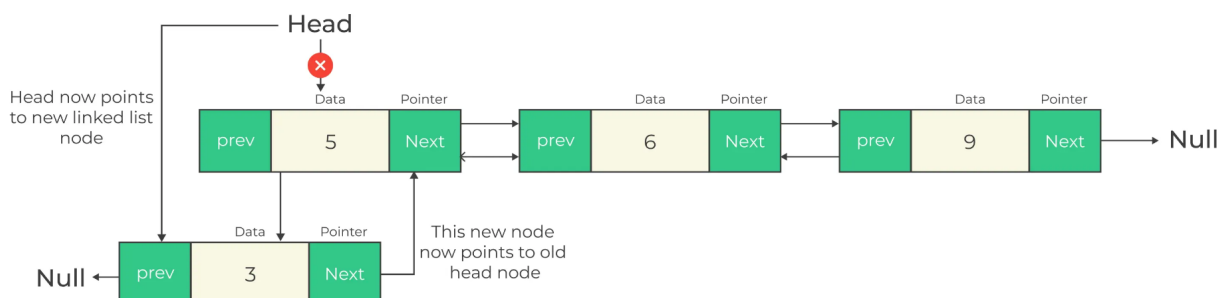 Head
Head now points
to new linked list
node
Data
Pointer
Data
Pointer
Data
Pointer
prev
5
Next
prev
6
Next
prev
9
Next
Null
This new node
now points to old
head node
Data
Pointer
Null
prev
3
Next